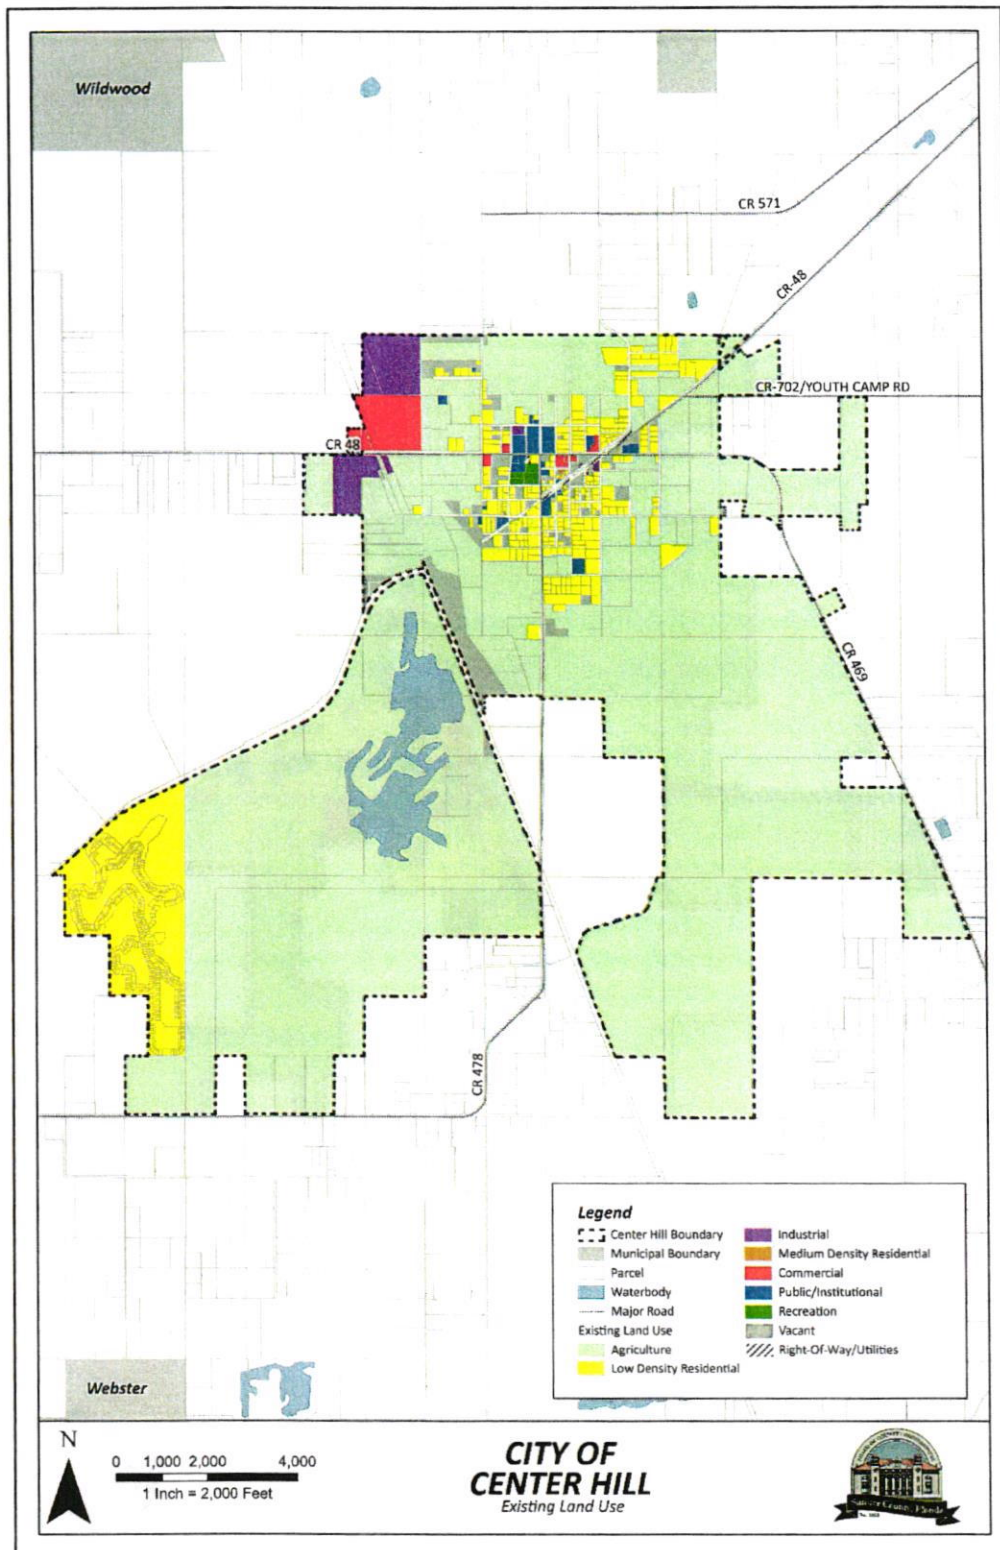 Wildwood
CR 571
CR-48
CR-702/YOUTH CAMP RD
CR 48
CR 469
CR 478
Legend
Center Hill Boundary
Municipal Boundary
Parcel
Waterbody
Major Road
Existing Land Use
Agriculture
Low Density Residential
Industrial
Medium Density Residential
Commercial
Public/Institutional
Recreation
Vacant
Right-Of-Way/Utilities
Webster
N
0 1,000 2,000 4,000
1 Inch = 2,000 Feet
CITY OF
CENTER HILL
Existing Land Use
Sumter County, Florida